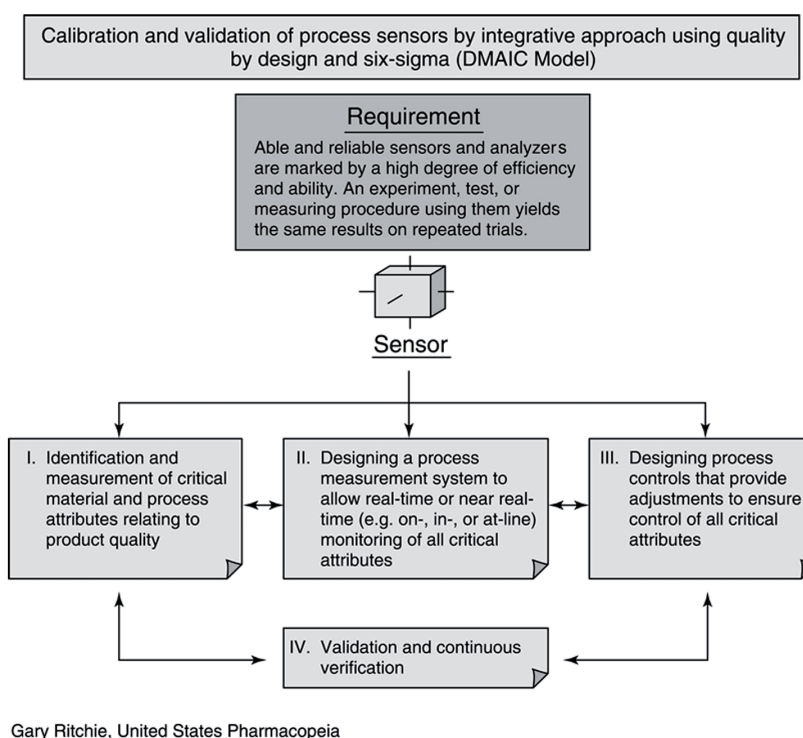 Calibration and validation of process sensors by integrative approach using quality
by design and six-sigma (DMAIC Model)
Requirement
Able and reliable sensors and analyzers
are marked by a high degree of efficiency
and ability. An experiment, test, or
measuring procedure using them yields
the same results on repeated trials.
Sensor
I. Identification and
measurement of critical
material and process
attributes relating to
product quality
II. Designing a process
measurement system to
allow real-time or near real-
time (e.g. on-, in-, or at-line)
monitoring of all critical
attributes
III. Designing process
controls that provide
adjustments to ensure
control of all critical
attributes
IV. Validation and continuous
verification
Gary Ritchie, United States Pharmacopeia